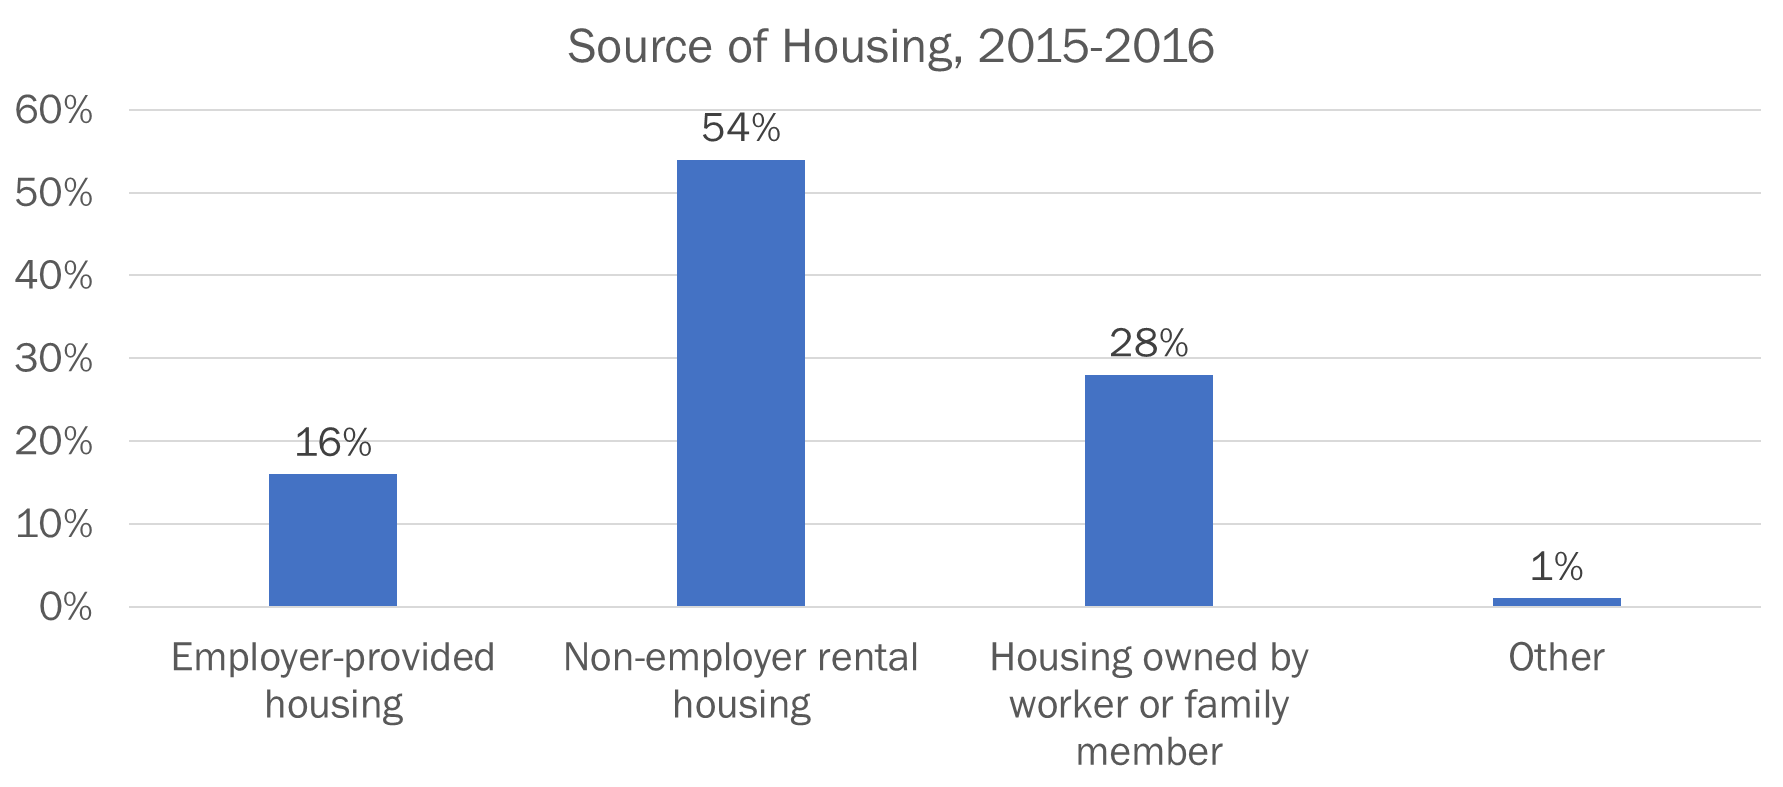 Source of Housing, 2015-2016
60%
54%
50%
40%
30%
28%
20%
16%
10%
1%
0%
Employer-provided
housing
Non-employer rental
housing
Housing owned by
worker or family
member
Other